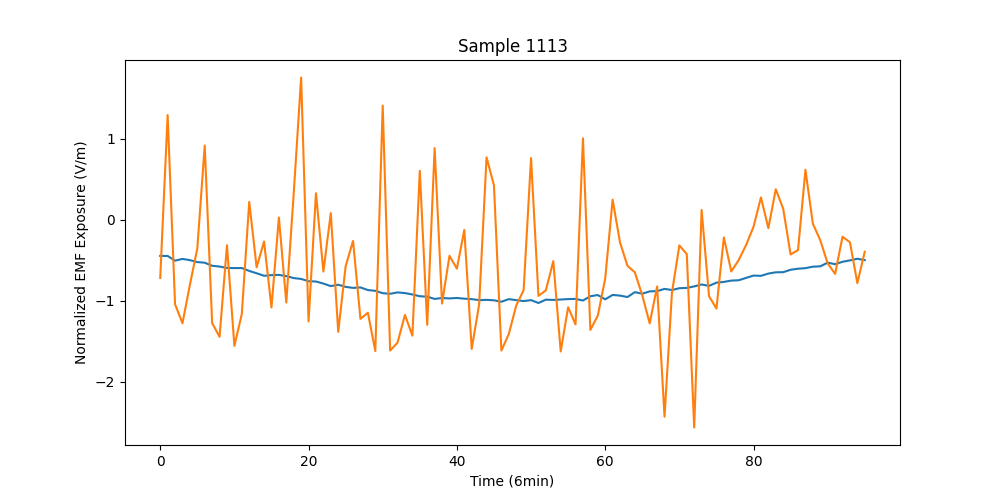 Sample 1113
Normalized EMF Exposure (V/m)
1
0
−1
−2
0 20 40 60 80
Time (6min)